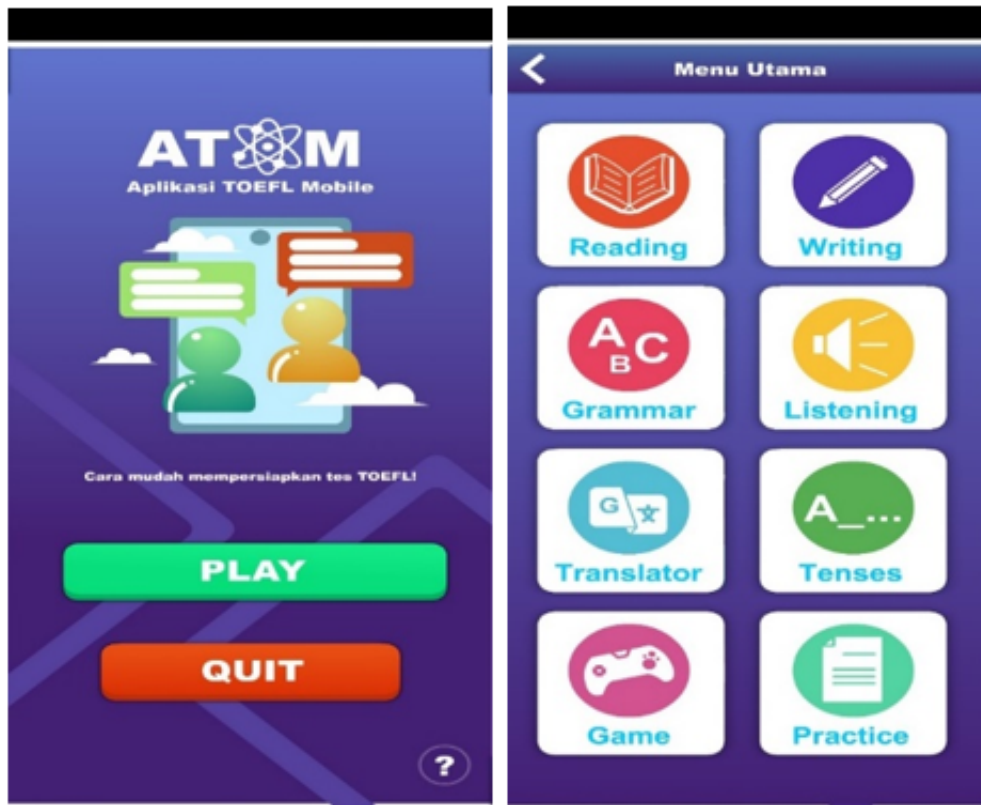 ATOM
Aplikasi TOEFL Mobile
Cara mudah mempersiapkan tes TOEFL!
PLAY
QUIT
?
Menu Utama
Reading
Writing
A B C
Grammar
Listening
G 文
Translator
A_...
Tenses
Game
Practice